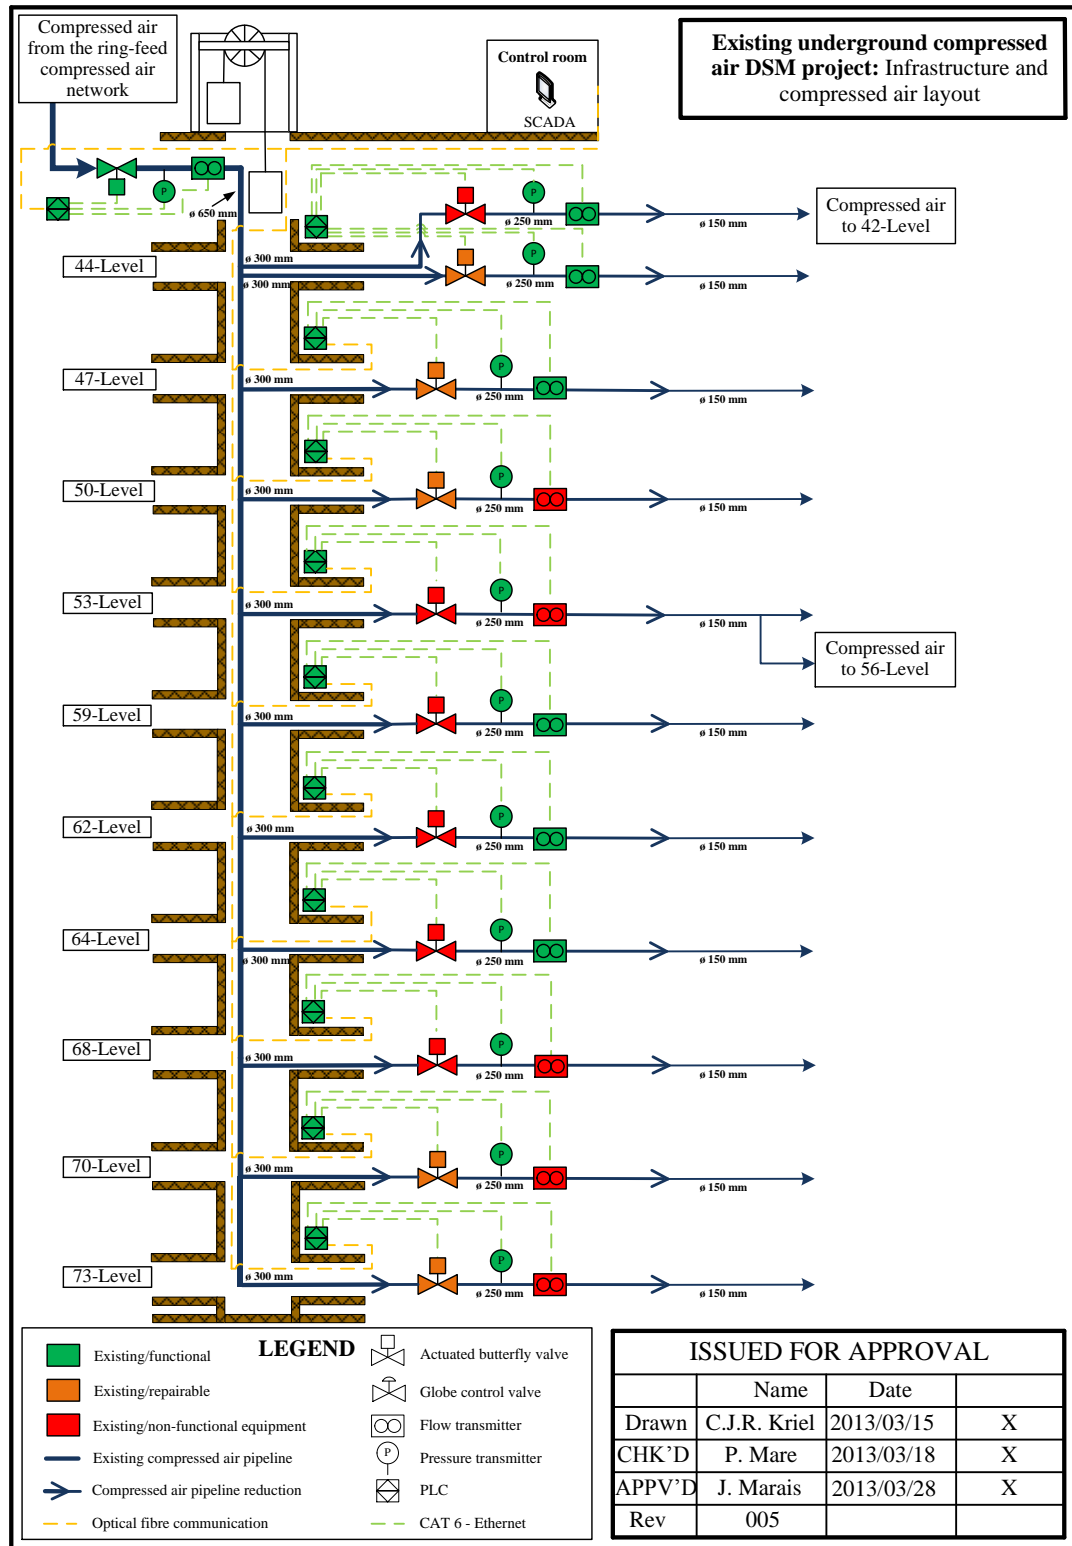 Compressed air
from the ring-feed
compressed air
network
Control room
SCADA
Existing underground compressed
air DSM project: Infrastructure and
compressed air layout
P
ø 650 mm
P
ø 250 mm
ø 150 mm
Compressed air
to 42-Level
44-Level
ø 300 mm
ø 300 mm
P
ø 250 mm
ø 150 mm
47-Level
ø 300 mm
P
ø 250 mm
ø 150 mm
50-Level
ø 300 mm
P
ø 250 mm
ø 150 mm
53-Level
ø 300 mm
P
ø 250 mm
ø 150 mm
Compressed air
to 56-Level
59-Level
ø 300 mm
P
ø 250 mm
ø 150 mm
62-Level
ø 300 mm
P
ø 250 mm
ø 150 mm
64-Level
ø 300 mm
P
ø 250 mm
ø 150 mm
68-Level
ø 300 mm
P
ø 250 mm
ø 150 mm
70-Level
ø 300 mm
P
ø 250 mm
ø 150 mm
73-Level
ø 300 mm
P
ø 250 mm
ø 150 mm
LEGEND
Existing/functional
Existing/repairable
Existing/non-functional equipment
Existing compressed air pipeline
Compressed air pipeline reduction
Optical fibre communication
Actuated butterfly valve
Globe control valve
Flow transmitter
P
Pressure transmitter
PLC
CAT 6 - Ethernet
ISSUED FOR APPROVAL
Name Date
Drawn C.J.R. Kriel 2013/03/15 X
CHK'D P. Mare 2013/03/18 X
APPV'D J. Marais 2013/03/28 X
Rev 005